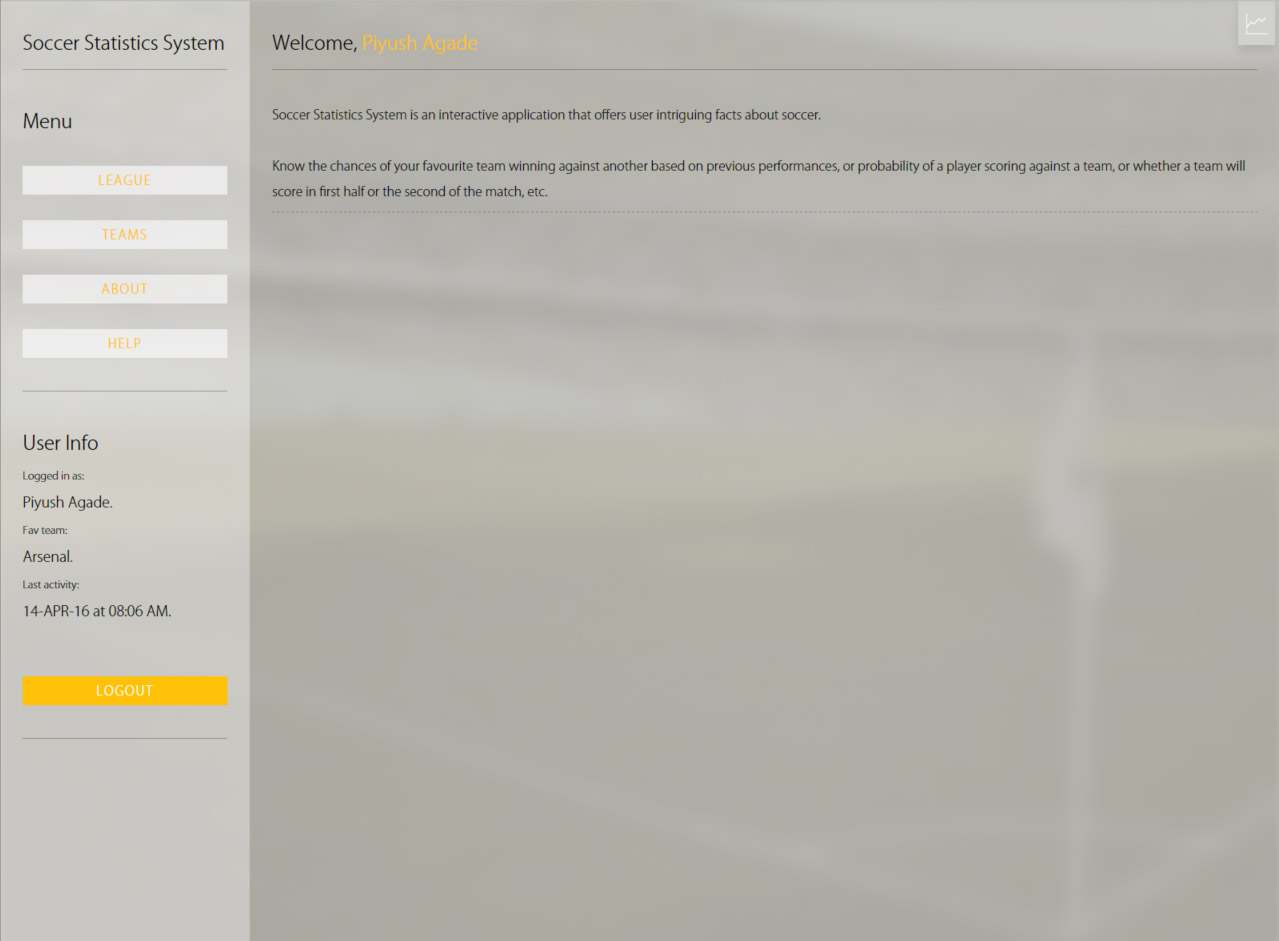 Soccer Statistics System
Menu
LEAGUE
TEAMS
ABOUT
HELP
User Info
Logged in as:
Piyush Agade.
Fav team:
Arsenal.
Last activity:
14-APR-16 at 08:06 AM.
LOGOUT
Welcome, Piyush Agade
Soccer Statistics System is an interactive application that offers user intriguing facts about soccer.
Know the chances of your favourite team winning against another based on previous performances, or probability of a player scoring against a team, or whether a team will
score in first half or the second of the match, etc.